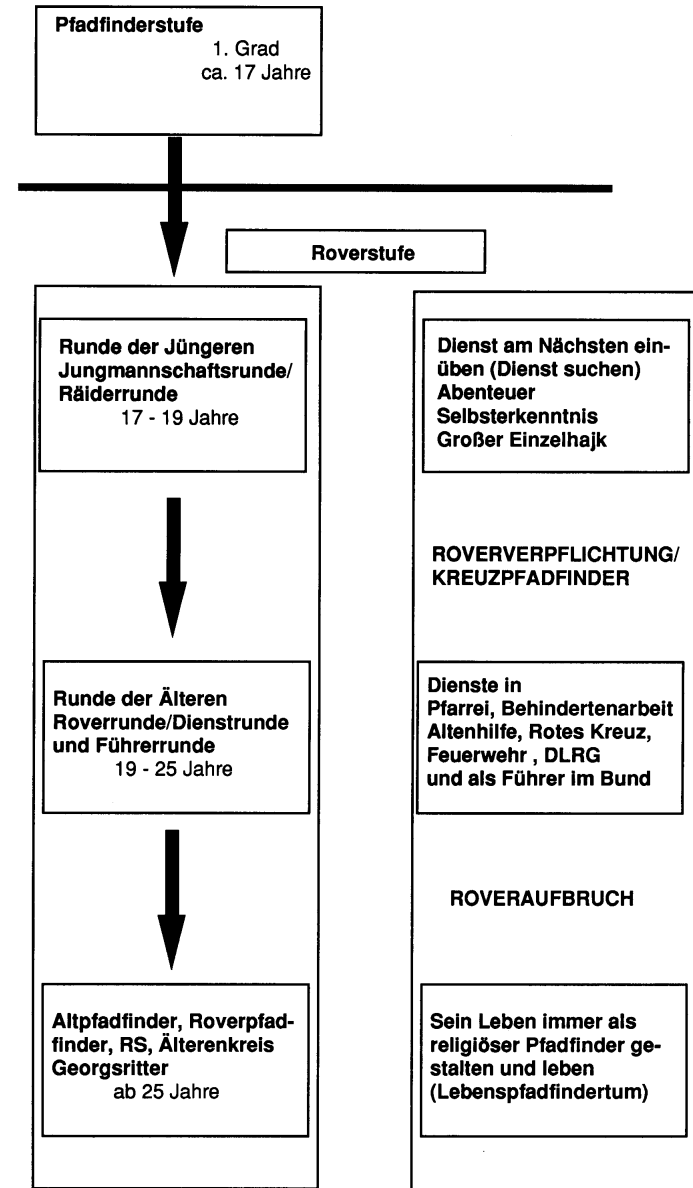 Pfadfinderstufe
1. Grad
ca. 17 Jahre
Roverstufe
Runde der Jüngeren
Jungmannschaftsrunde/
Räiderrunde
17 - 19 Jahre
Dienst am Nächsten ein-
üben (Dienst suchen)
Abenteuer
Selbsterkenntnis
Großer Einzelhajk
ROVERVERPFLICHTUNG/
KREUZPFADFINDER
Runde der Älteren
Roverrunde/Dienstrunde
und Führerrunde
19 - 25 Jahre
Dienste in
Pfarrei, Behindertenarbeit
Altenhilfe, Rotes Kreuz,
Feuerwehr , DLRG
und als Führer im Bund
ROVERAUFBRUCH
Altpfadfinder, Roverpfad-
finder, RS, Älterenkreis
Georgsritter
ab 25 Jahre
Sein Leben immer als
religiöser Pfadfinder ge-
stalten und leben
(Lebenspfadfindertum)